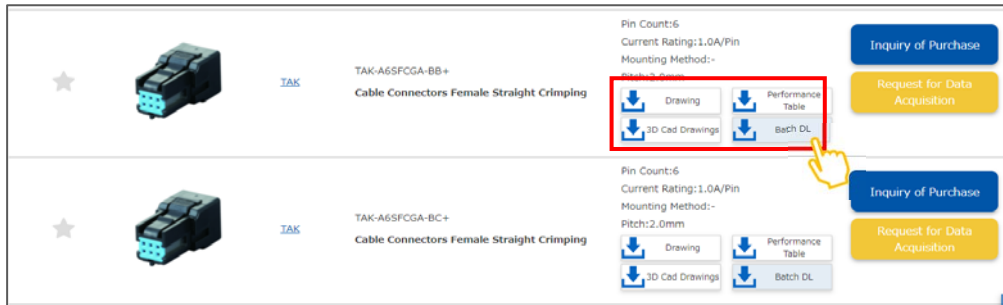 Pin Count:6
Current Rating:1.0A/Pin
Mounting Method:-
Pitch:2.0mm
TAK
TAK-A6SFCGA-BB+
Cable Connectors Female Straight Crimping
Drawing
Performance
Table
3D Cad Drawings
Batch DL
Inquiry of Purchase
Request for Data
Acquisition
Pin Count:6
Current Rating:1.0A/Pin
Mounting Method:-
Pitch:2.0mm
TAK
TAK-A6SFCGA-BC+
Cable Connectors Female Straight Crimping
Drawing
Performance
Table
3D Cad Drawings
Batch DL
Inquiry of Purchase
Request for Data
Acquisition